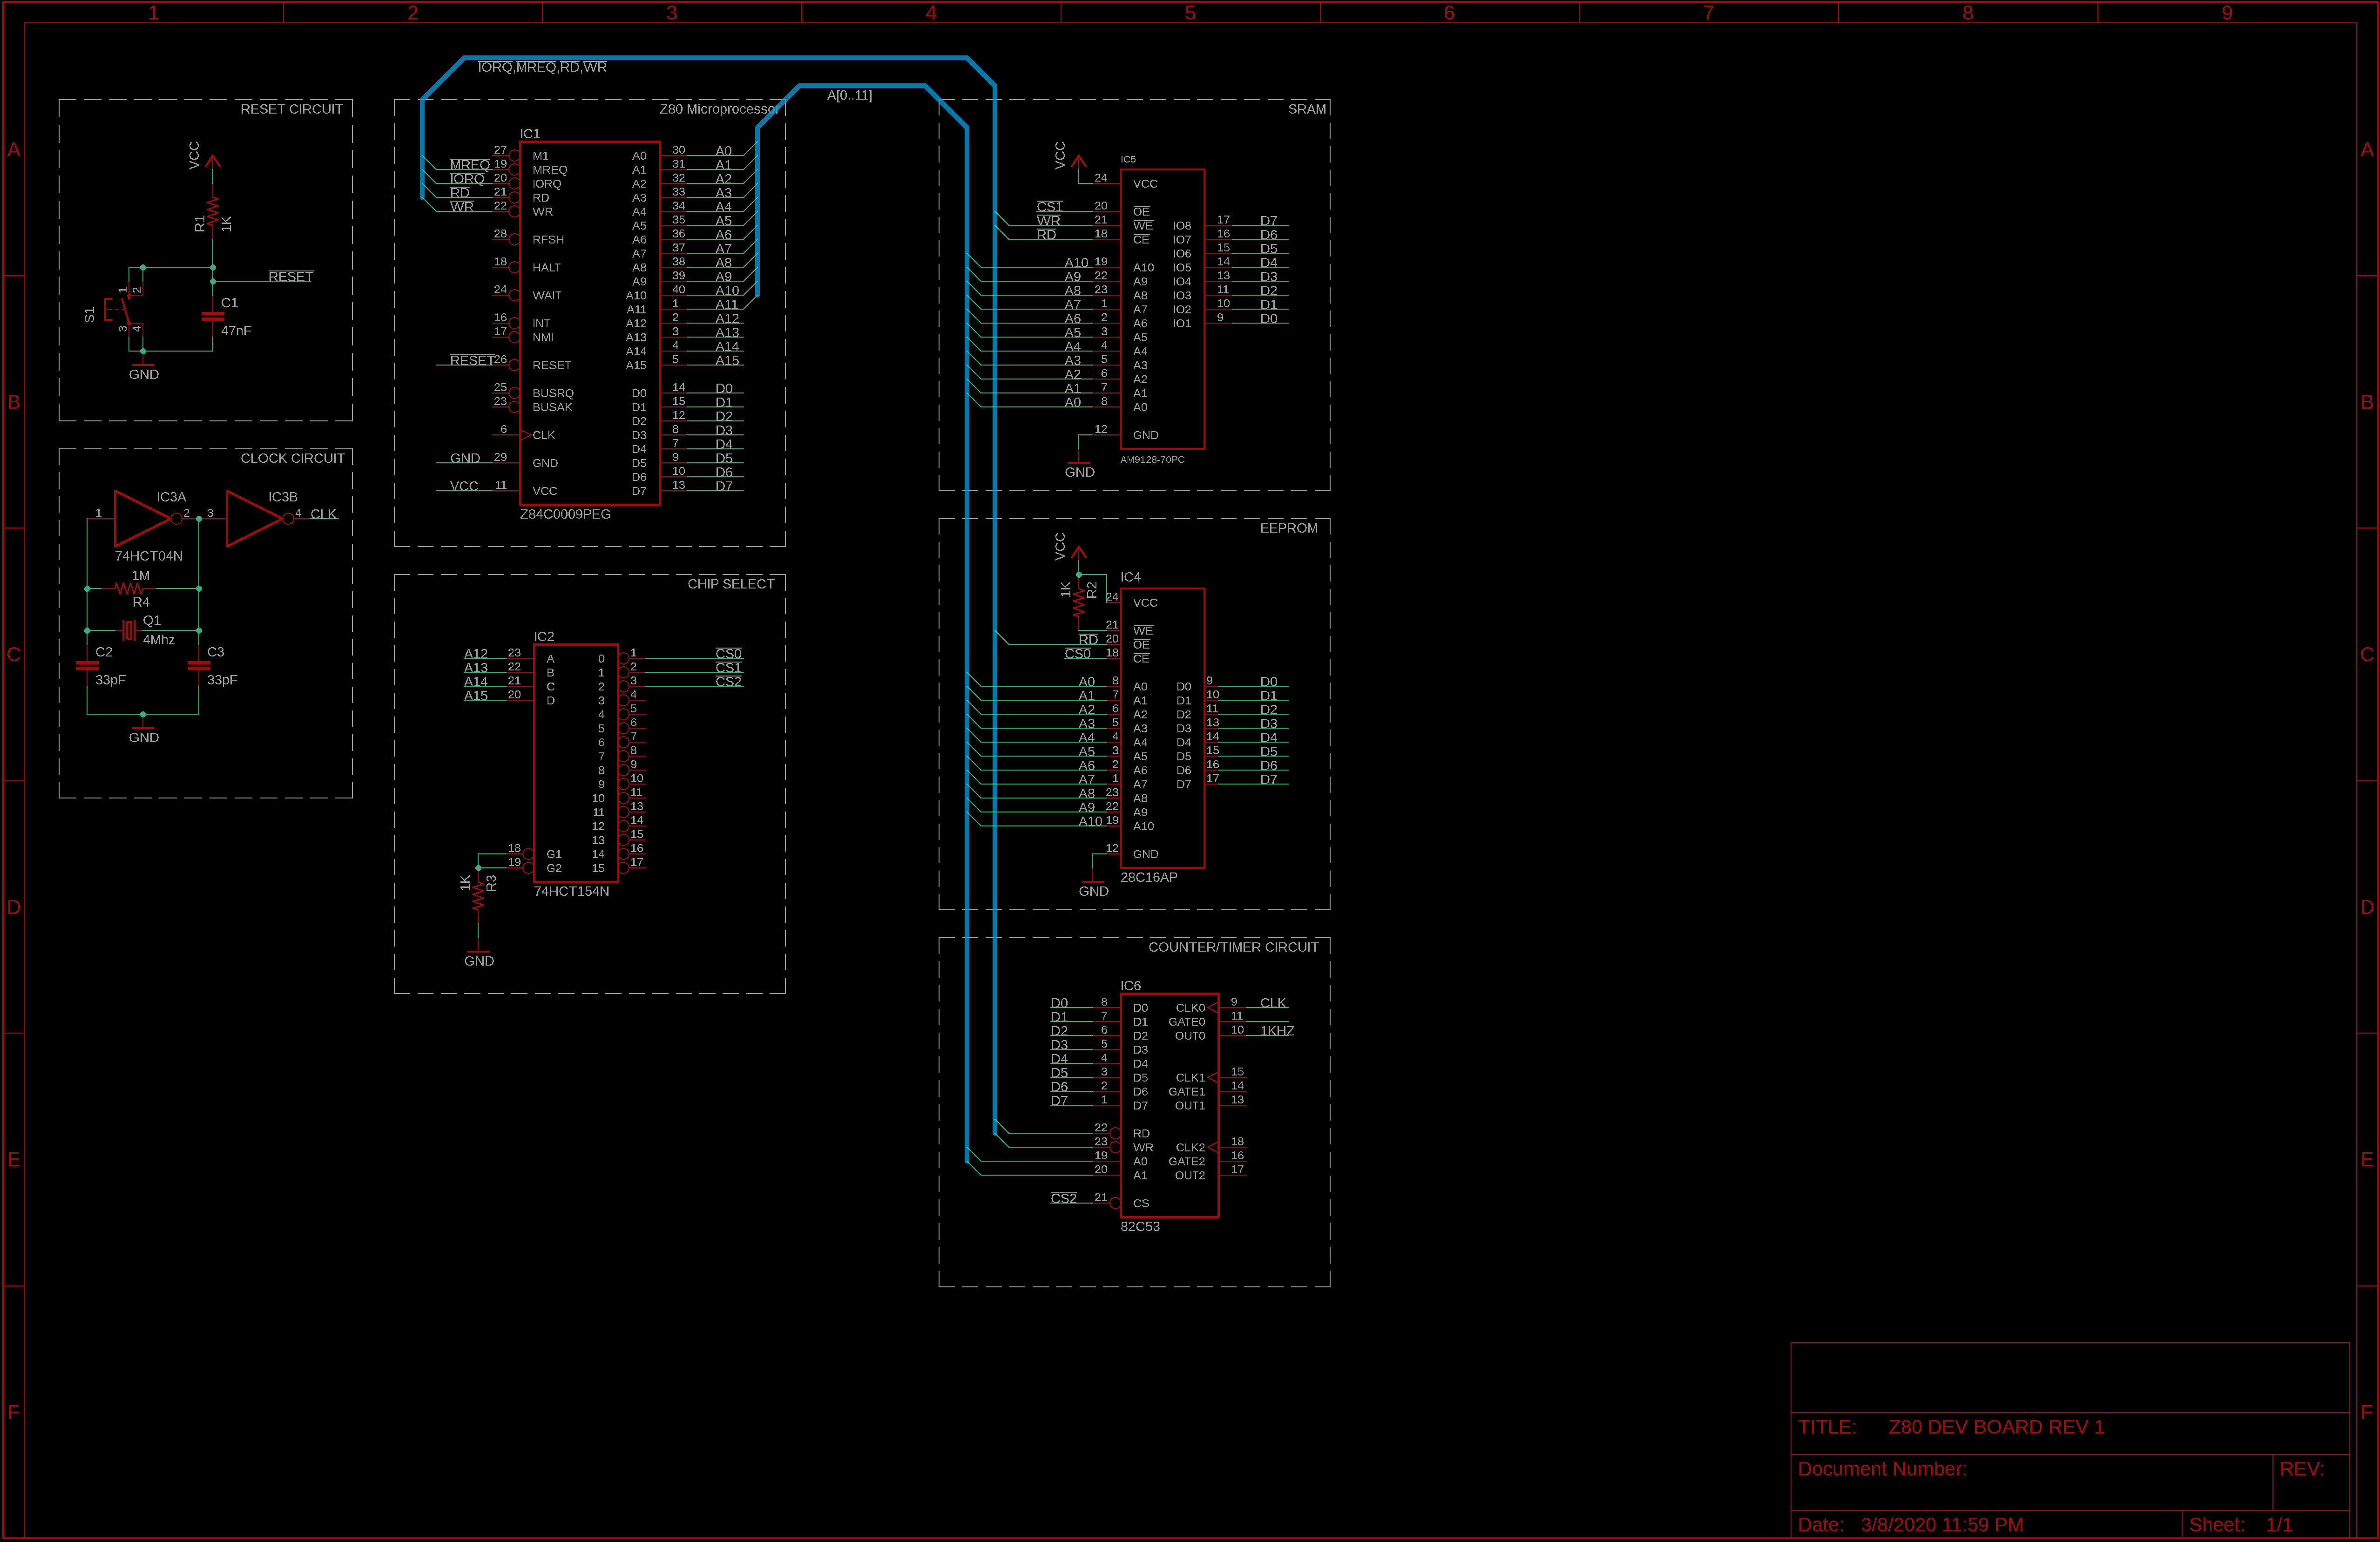 1 2 3 4 5 6 7 8 9
A
B
C
D
E
F
A
B
C
D
E
F
IORQ,MREQ,RD,WR
A[0..11]
RESET CIRCUIT
VCC
R1
1K
RESET
S1
1
2
3
4
C1
47nF
GND
CLOCK CIRCUIT
IC3A
IC3B
1
2
3
4
CLK
74HCT04N
1M
R4
Q1
4Mhz
C2
C3
33pF
33pF
GND
Z80 Microprocessor
IC1
27 M1
MREQ 19 MREQ
IORQ 20 IORQ
RD 21 RD
WR 22 WR
28 RFSH
18 HALT
24 WAIT
16 INT
17 NMI
RESET 26 RESET
25 BUSRQ
23 BUSAK
6 CLK
GND 29 GND
VCC 11 VCC
A0 30 A0
A1 31 A1
A2 32 A2
A3 33 A3
A4 34 A4
A5 35 A5
A6 36 A6
A7 37 A7
A8 38 A8
A9 39 A9
A10 40 A10
A11 1 A11
A12 2 A12
A13 3 A13
A14 4 A14
A15 5 A15
D0 14 D0
D1 15 D1
D2 12 D2
D3 8 D3
D4 7 D4
D5 9 D5
D6 10 D6
D7 13 D7
Z84C0009PEG
CHIP SELECT
IC2
A12 23 A
A13 22 B
A14 21 C
A15 20 D
18 G1
19 G2
0 1 CS0
1 2 CS1
2 3 CS2
3 4
4 5
5 6
6 7
7 8
8 9
9 10
10 11
11 13
12 14
13 15
14 16
15 17
1K
R3
74HCT154N
GND
SRAM
VCC
IC5
24 VCC
CS1 20 OE
WR 21 WE
RD 18 CE
A10 19 A10
A9 22 A9
A8 23 A8
A7 1 A7
A6 2 A6
A5 3 A5
A4 4 A4
A3 5 A3
A2 6 A2
A1 7 A1
A0 8 A0
12 GND
IO8 17 D7
IO7 16 D6
IO6 15 D5
IO5 14 D4
IO4 13 D3
IO3 11 D2
IO2 10 D1
IO1 9 D0
AM9128-70PC
GND
EEPROM
VCC
IC4
1K
R2
24 VCC
21 WE
RD 20 OE
CS0 18 CE
A0 8 A0
A1 7 A1
A2 6 A2
A3 5 A3
A4 4 A4
A5 3 A5
A6 2 A6
A7 1 A7
A8 23 A8
A9 22 A9
A10 19 A10
12 GND
D0 9 D0
D1 10 D1
D2 11 D2
D3 13 D3
D4 14 D4
D5 15 D5
D6 16 D6
D7 17 D7
28C16AP
GND
COUNTER/TIMER CIRCUIT
IC6
D0 8 D0
D1 7 D1
D2 6 D2
D3 5 D3
D4 4 D4
D5 3 D5
D6 2 D6
D7 1 D7
22 RD
23 WR
19 A0
20 A1
CS2 21 CS
CLK0 9 CLK
GATE0 11
OUT0 10 1KHZ
CLK1 15
GATE1 14
OUT1 13
CLK2 18
GATE2 16
OUT2 17
82C53
TITLE: Z80 DEV BOARD REV 1
Document Number:
REV:
Date: 3/8/2020 11:59 PM
Sheet: 1/1